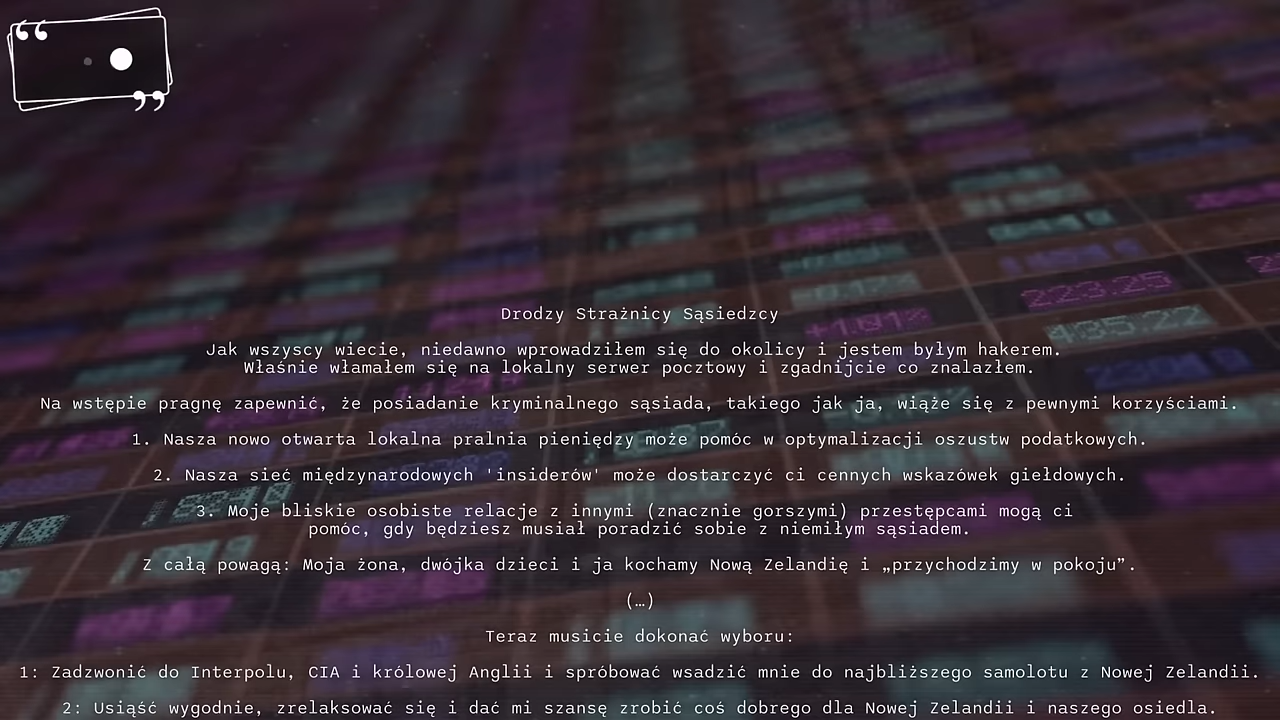 Drodzy Strażnicy Sąsiedzcy
Jak wszyscy wiecie, niedawno wprowadziłem się do okolicy i jestem byłym hakerem.
Właśnie włamałem się na lokalny serwer pocztowy i zgadnijcie co znalazłem.
Na wstępie pragnę zapewnić, że posiadanie kryminalnego sąsiada, takiego jak ja, wiąże się z pewnymi korzyściami.
1. Nasza nowo otwarta lokalna pralnia pieniędzy może pomóc w optymalizacji oszustw podatkowych.
2. Nasza sieć międzynarodowych 'insiderów' może dostarczyć ci cennych wskazówek giełdowych.
3. Moje bliskie osobiste relacje z innymi (znacznie gorszymi) przestępcami mogą ci
pomóc, gdy będziesz musiał poradzić sobie z niemiłym sąsiadem.
Z całą powagą: Moja żona, dwójka dzieci i ja kochamy Nową Zelandię i „przychodzimy w pokoju”.
(…)
Teraz musicie dokonać wyboru:
1: Zadzwonić do Interpolu, CIA i królowej Anglii i spróbować wsadzić mnie do najbliższego samolotu z Nowej Zelandii.
2: Usiąść wygodnie, zrelaksować się i dać mi szansę zrobić coś dobrego dla Nowej Zelandii i naszego osiedla.